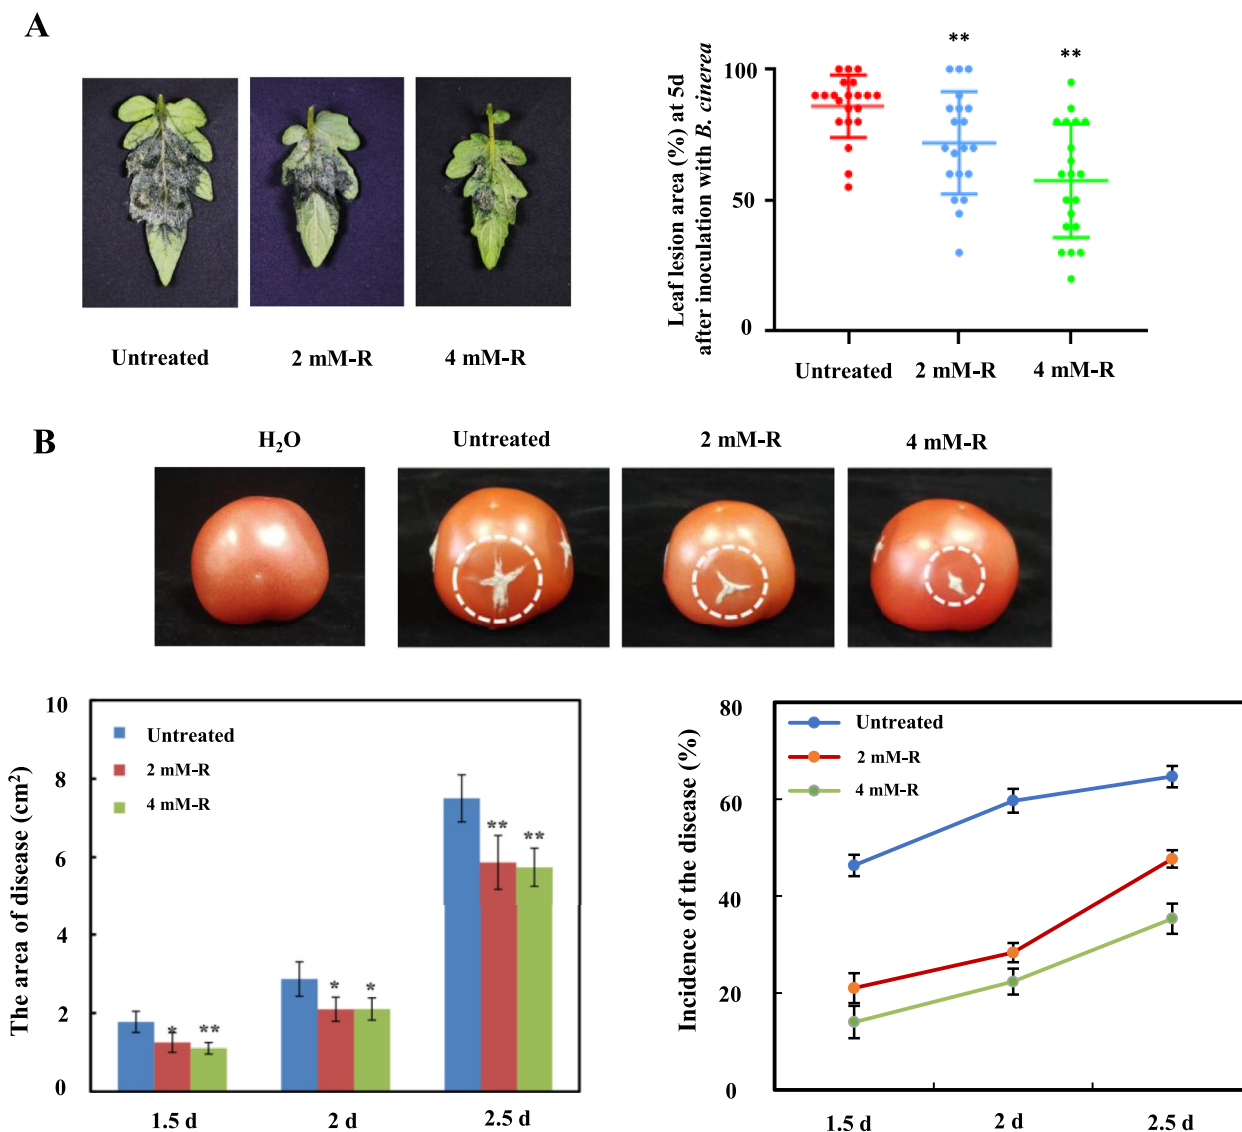 A
Untreated
2 mM-R
4 mM-R
Leaf lesion area (%) at 5d
after inoculation with B. cinerea
**
**
100
50
0
Untreated
2 mM-R
4 mM-R
B
H₂O
Untreated
2 mM-R
4 mM-R
The area of disease (cm²)
10
8
6
4
2
0
Untreated
2 mM-R
4 mM-R
*
**
*
*
**
**
1.5 d
2 d
2.5 d
Incidence of the disease (%)
80
60
40
20
0
Untreated
2 mM-R
4 mM-R
1.5 d
2 d
2.5 d